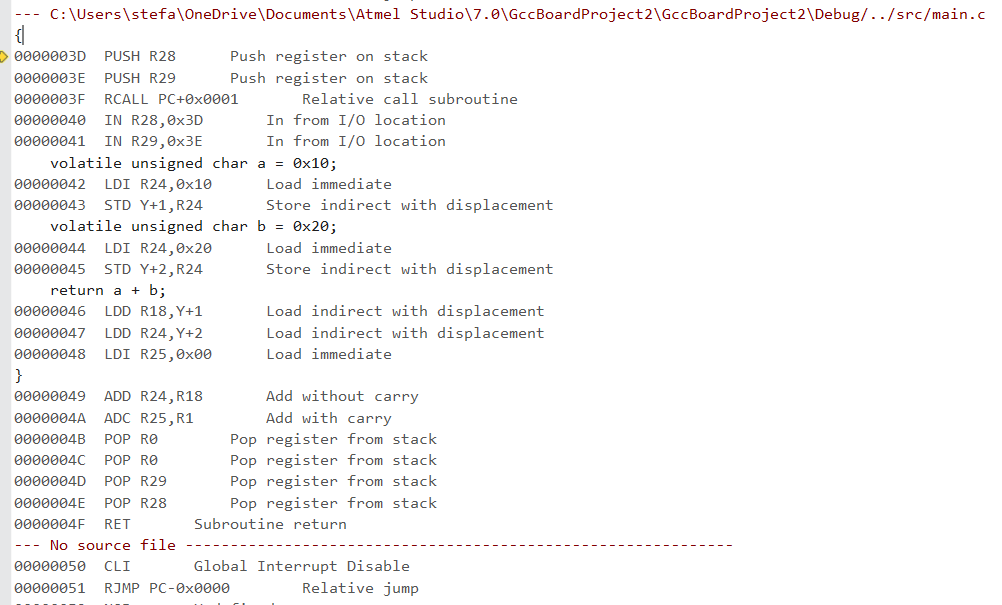 --- C:\Users\stefa\OneDrive\Documents\Atmel Studio\7.0\GccBoardProject2\GccBoardProject2\Debug/../src/main.c
{
0000003D  PUSH R28      Push register on stack
0000003E  PUSH R29      Push register on stack
0000003F  RCALL PC+0x0001       Relative call subroutine
00000040  IN R28,0x3D       In from I/O location
00000041  IN R29,0x3E       In from I/O location
    volatile unsigned char a = 0x10;
00000042  LDI R24,0x10      Load immediate
00000043  STD Y+1,R24       Store indirect with displacement
    volatile unsigned char b = 0x20;
00000044  LDI R24,0x20      Load immediate
00000045  STD Y+2,R24       Store indirect with displacement
    return a + b;
00000046  LDD R18,Y+1       Load indirect with displacement
00000047  LDD R24,Y+2       Load indirect with displacement
00000048  LDI R25,0x00      Load immediate
}
00000049  ADD R24,R18       Add without carry
0000004A  ADC R25,R1        Add with carry
0000004B  POP R0        Pop register from stack
0000004C  POP R0        Pop register from stack
0000004D  POP R29       Pop register from stack
0000004E  POP R28       Pop register from stack
0000004F  RET       Subroutine return
--- No source file -------------------------------------------------------------
00000050  CLI       Global Interrupt Disable
00000051  RJMP PC-0x0000        Relative jump